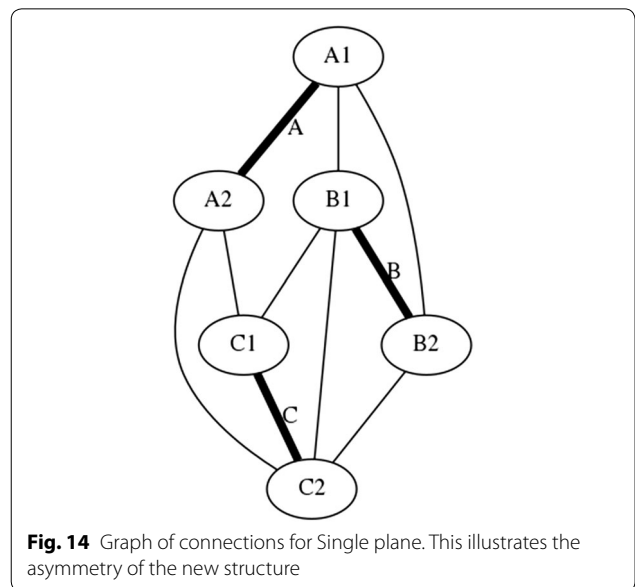 A1
A
A2
B1
B
C1
B2
C
C2
Fig. 14 Graph of connections for Single plane. This illustrates the
asymmetry of the new structure